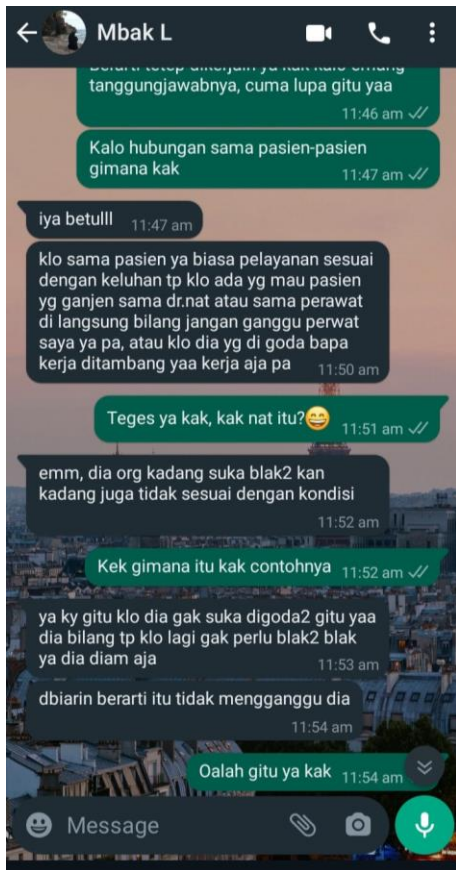 Mbak L
tanggungjawabnya, cuma lupa gitu yaa
11:46 am
Kalo hubungan sama pasien-pasien
gimana kak
11:47 am
iya betulll 11:47 am
klo sama pasien ya biasa pelayanan sesuai
dengan keluhan tp klo ada yg mau pasien
yg ganjen sama dr.nat atau sama perawat
di langsung bilang jangan ganggu perwat
saya ya pa, atau klo dia yg di goda bapa
kerja ditambang yaa kerja aja pa 11:50 am
Teges ya kak, kak nat itu?😄 11:51 am
emm, dia org kadang suka blak2 kan
kadang juga tidak sesuai dengan kondisi
11:52 am
Kek gimana itu kak contohnya 11:52 am
ya ky gitu klo dia gak suka digoda2 gitu yaa
dia bilang tp klo lagi gak perlu blak2 blak
ya dia diam aja 11:53 am
dbiarin berarti itu tidak mengganggu dia
11:54 am
Oalah gitu ya kak 11:54 am
Message